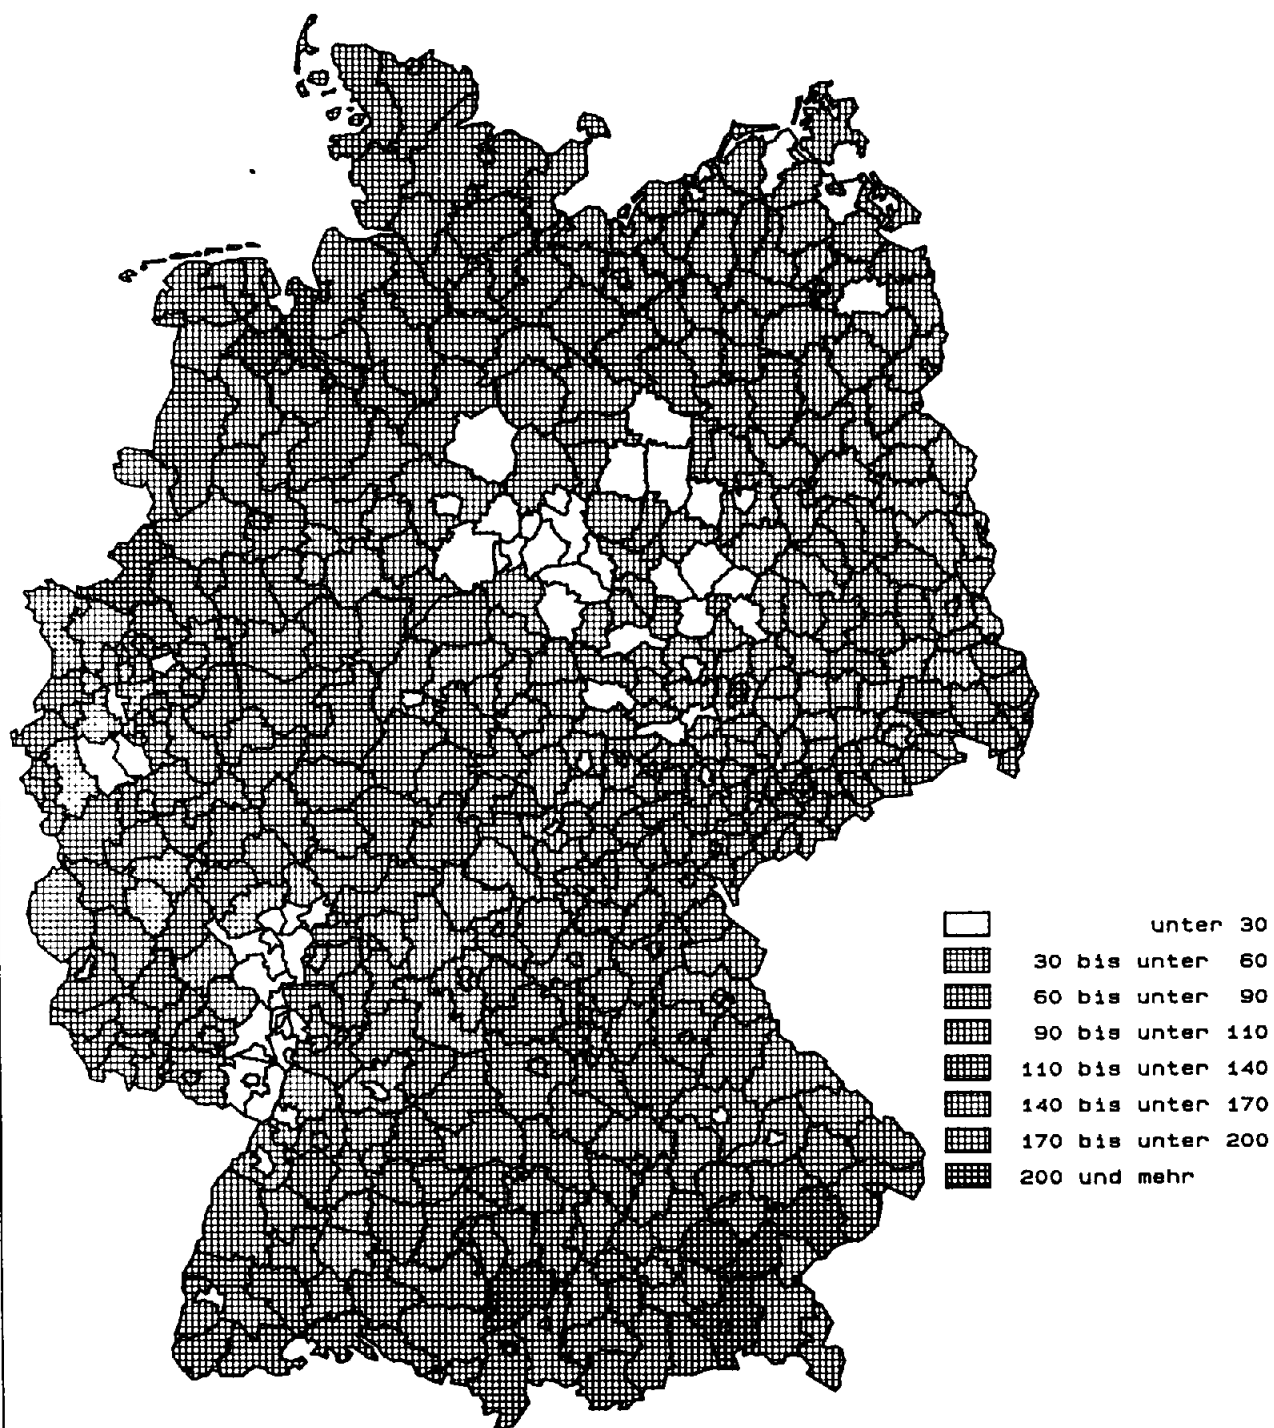 unter 30
30 bis unter 60
60 bis unter 90
90 bis unter 110
110 bis unter 140
140 bis unter 170
170 bis unter 200
200 und mehr